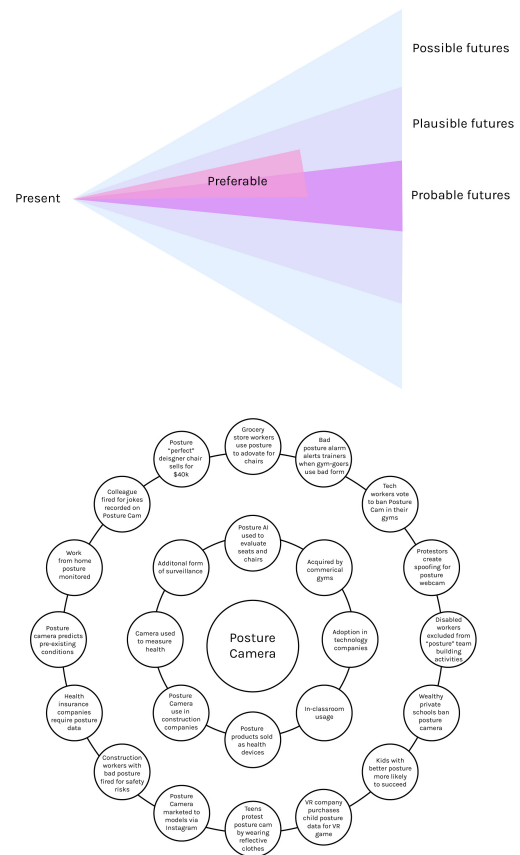 Possible futures
Plausible futures
Preferable
Present
Probable futures
Grocery
store workers
use posture
to adovate for
chairs
Posture
"perfect"
deisgner chair
sells for
$40k
Bad
posture alarm
alerts trainers
when gym-goers
use bad form
Colleague
fired for jokes
recorded on
Posture Cam
Tech
workers vote
to ban Posture
Cam in their
gyms
Posture AI
used to
evaluate
seats and
chairs
Work
from home
posture
monitored
Additonal form
of surveillance
Acquired by
commerical
gyms
Protestors
create
spoofing for
posture
webcam
Posture
camera predicts
pre-existing
conditions
Camera used
to measure
health
Posture
Camera
Adoption in
technology
companies
Disabled
workers
excluded from
"posture" team
building
activities
Health
insurance
companies
require posture
data
Posture
Camera
use in
construction
companies
Posture
products sold
as health
devices
In-classroom
usage
Wealthy
private
schools ban
posture
camera
Construction
workers with
bad posture
fired for safety
risks
Kids with
better posture
more likely
to succeed
Posture
Camera
marketed to
models via
Instagram
Teens
protest
posture cam
by wearing
reflective
clothes
VR company
purchases
child posture
data for VR
game